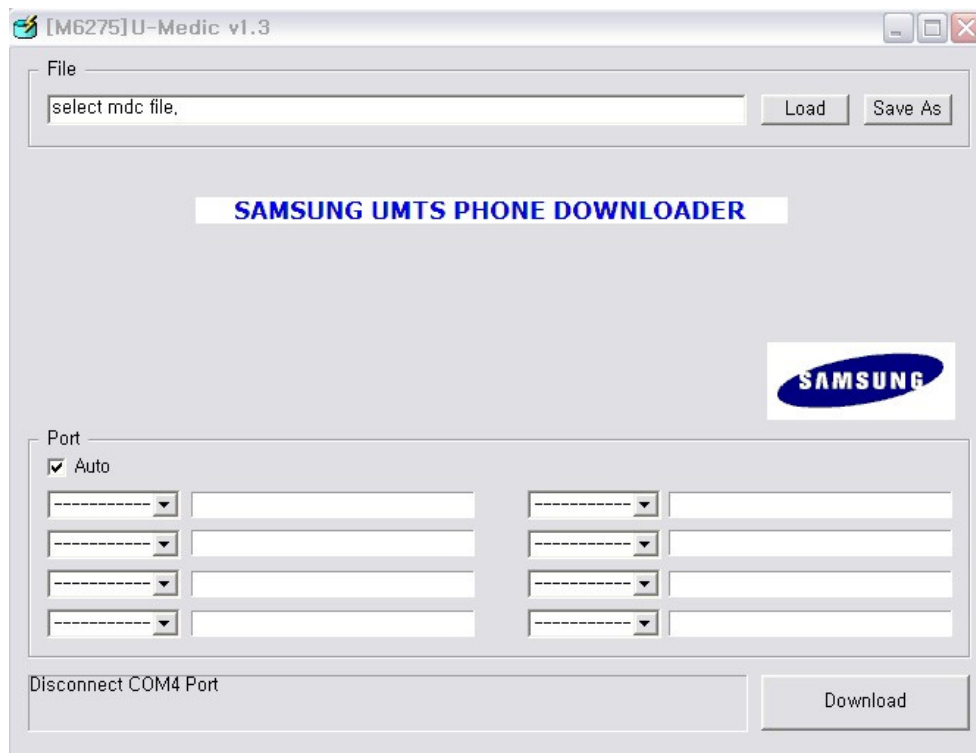 [M6275]U-Medic v1.3
File
select mdc file,
Load
Save As
SAMSUNG UMTS PHONE DOWNLOADER
SAMSUNG
Port
Auto
----------- -----------
----------- -----------
----------- -----------
----------- -----------
Disconnect COM4 Port
Download